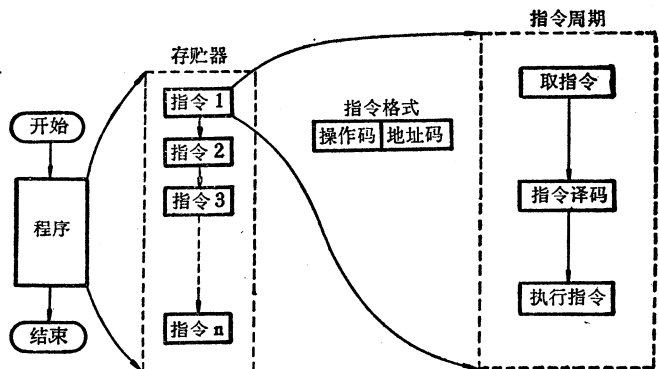 开始
程序
结束
存贮器
指令1
指令2
指令3
指令n
指令格式
操作码 地址码
指令周期
取指令
指令译码
执行指令